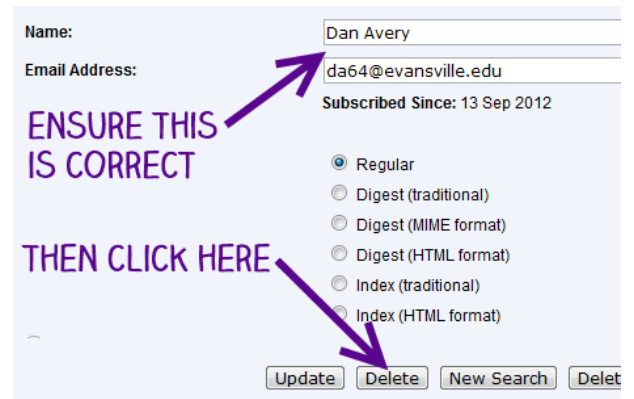 Name: Dan Avery
Email Address: da64@evansville.edu
Subscribed Since: 13 Sep 2012
ENSURE THIS
IS CORRECT
Regular
Digest (traditional)
Digest (MIME format)
Digest (HTML format)
THEN CLICK HERE
Index (traditional)
Index (HTML format)
Update Delete New Search Delet